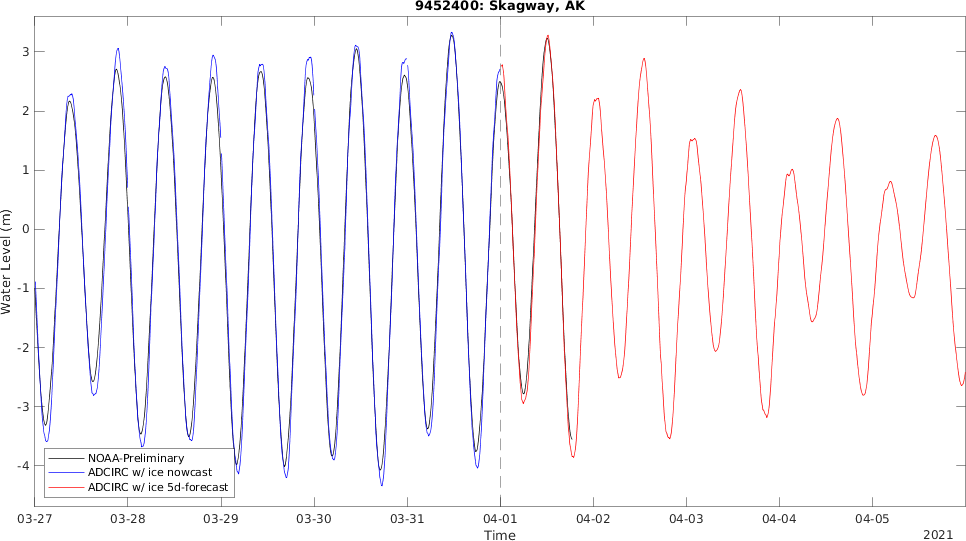 9452400: Skagway, AK
Water Level (m)
3
2
1
0
-1
-2
-3
-4
NOAA-Preliminary
ADCIRC w/ ice nowcast
ADCIRC w/ ice 5d-forecast
03-27 03-28 03-29 03-30 03-31 04-01 04-02 04-03 04-04 04-05
Time
2021